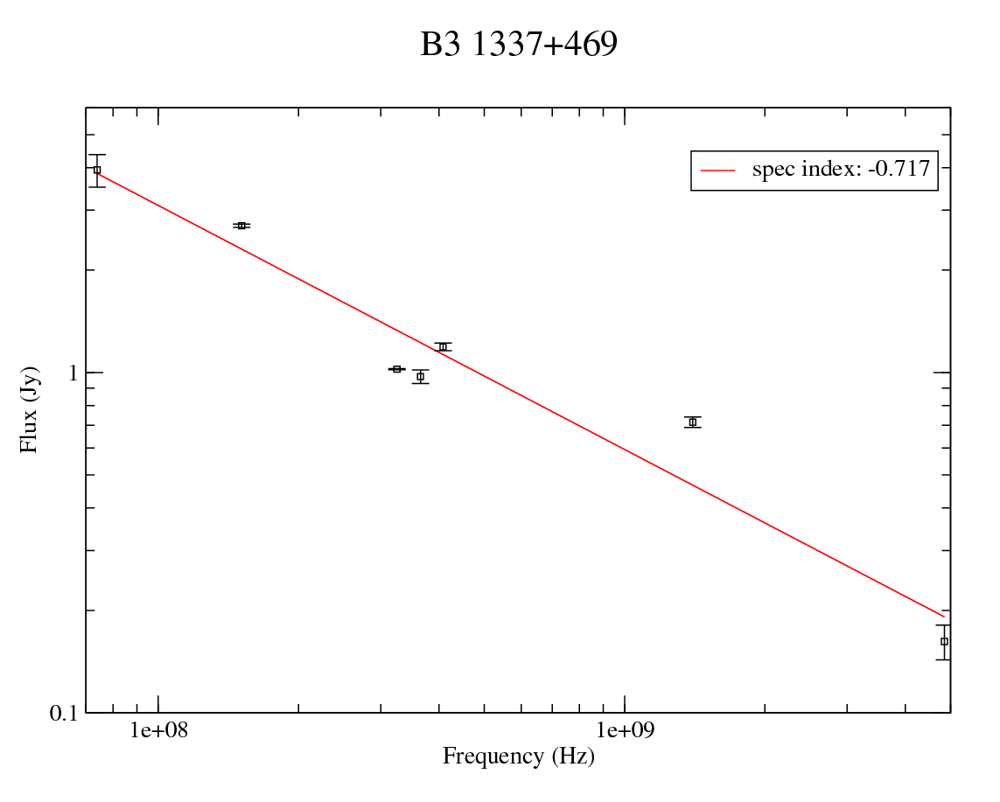 B3 1337+469
spec index: -0.717
Flux (Jy)
1
0.1
1e+08
1e+09
Frequency (Hz)